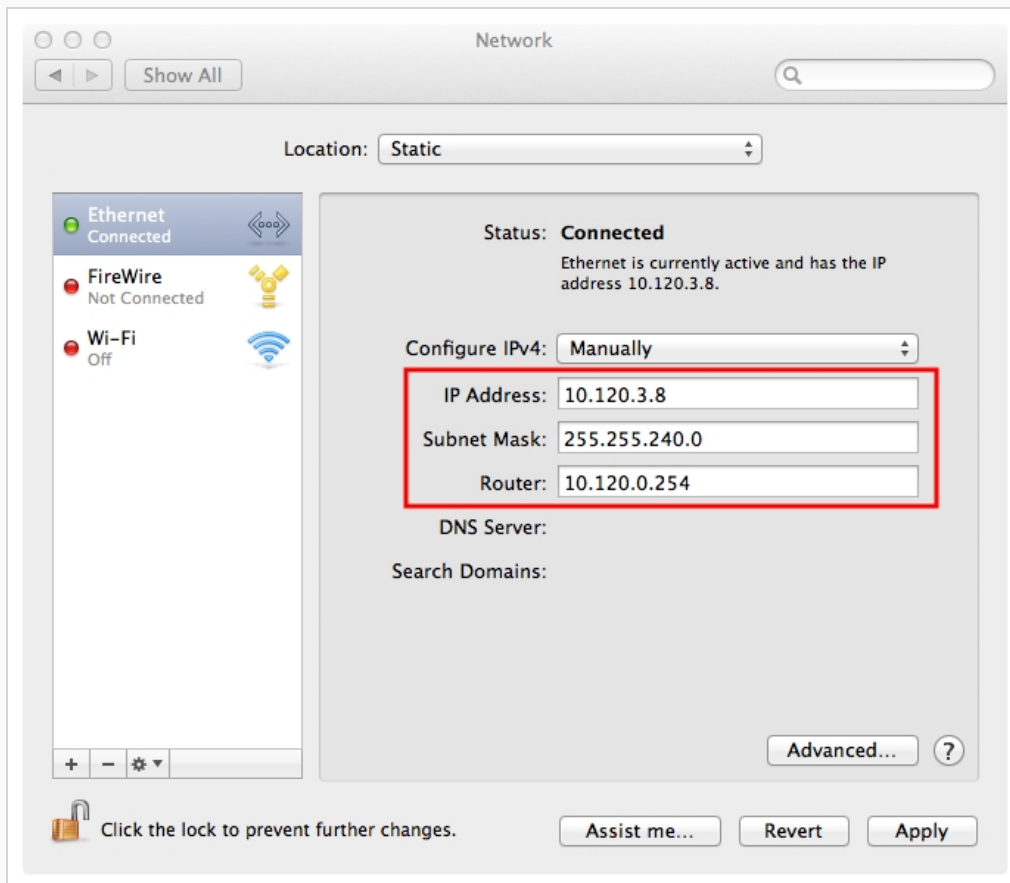 Network
Show All
Location: Static
Ethernet
Connected
FireWire
Not Connected
Wi-Fi
Off
Status: Connected
Ethernet is currently active and has the IP
address 10.120.3.8.
Configure IPv4: Manually
IP Address: 10.120.3.8
Subnet Mask: 255.255.240.0
Router: 10.120.0.254
DNS Server:
Search Domains:
Advanced... ?
Click the lock to prevent further changes.
Assist me... Revert Apply